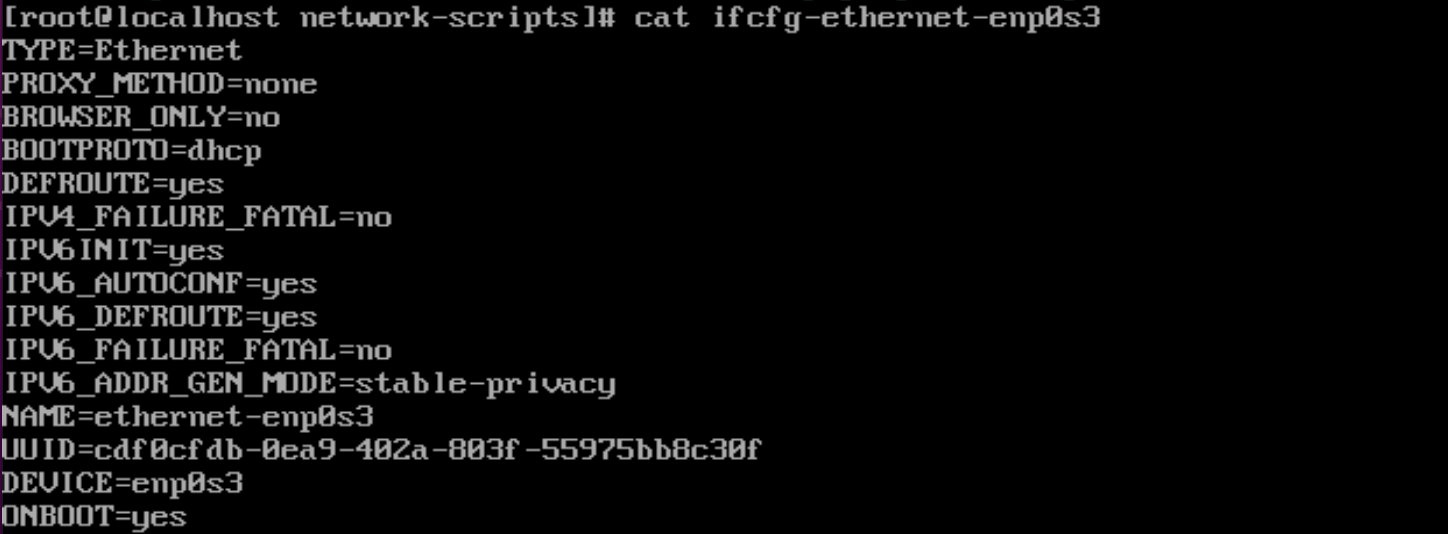 [root@localhost network-scripts]# cat ifcfg-ethernet-enp0s3
TYPE=Ethernet
PROXY_METHOD=none
BROWSER_ONLY=no
BOOTPROTO=dhcp
DEFROUTE=yes
IPV4_FAILURE_FATAL=no
IPV6INIT=yes
IPV6_AUTOCONF=yes
IPV6_DEFROUTE=yes
IPV6_FAILURE_FATAL=no
IPV6_ADDR_GEN_MODE=stable-privacy
NAME=ethernet-enp0s3
UUID=cdf0cfdb-0ea9-402a-803f-55975bb8c30f
DEVICE=enp0s3
ONBOOT=yes